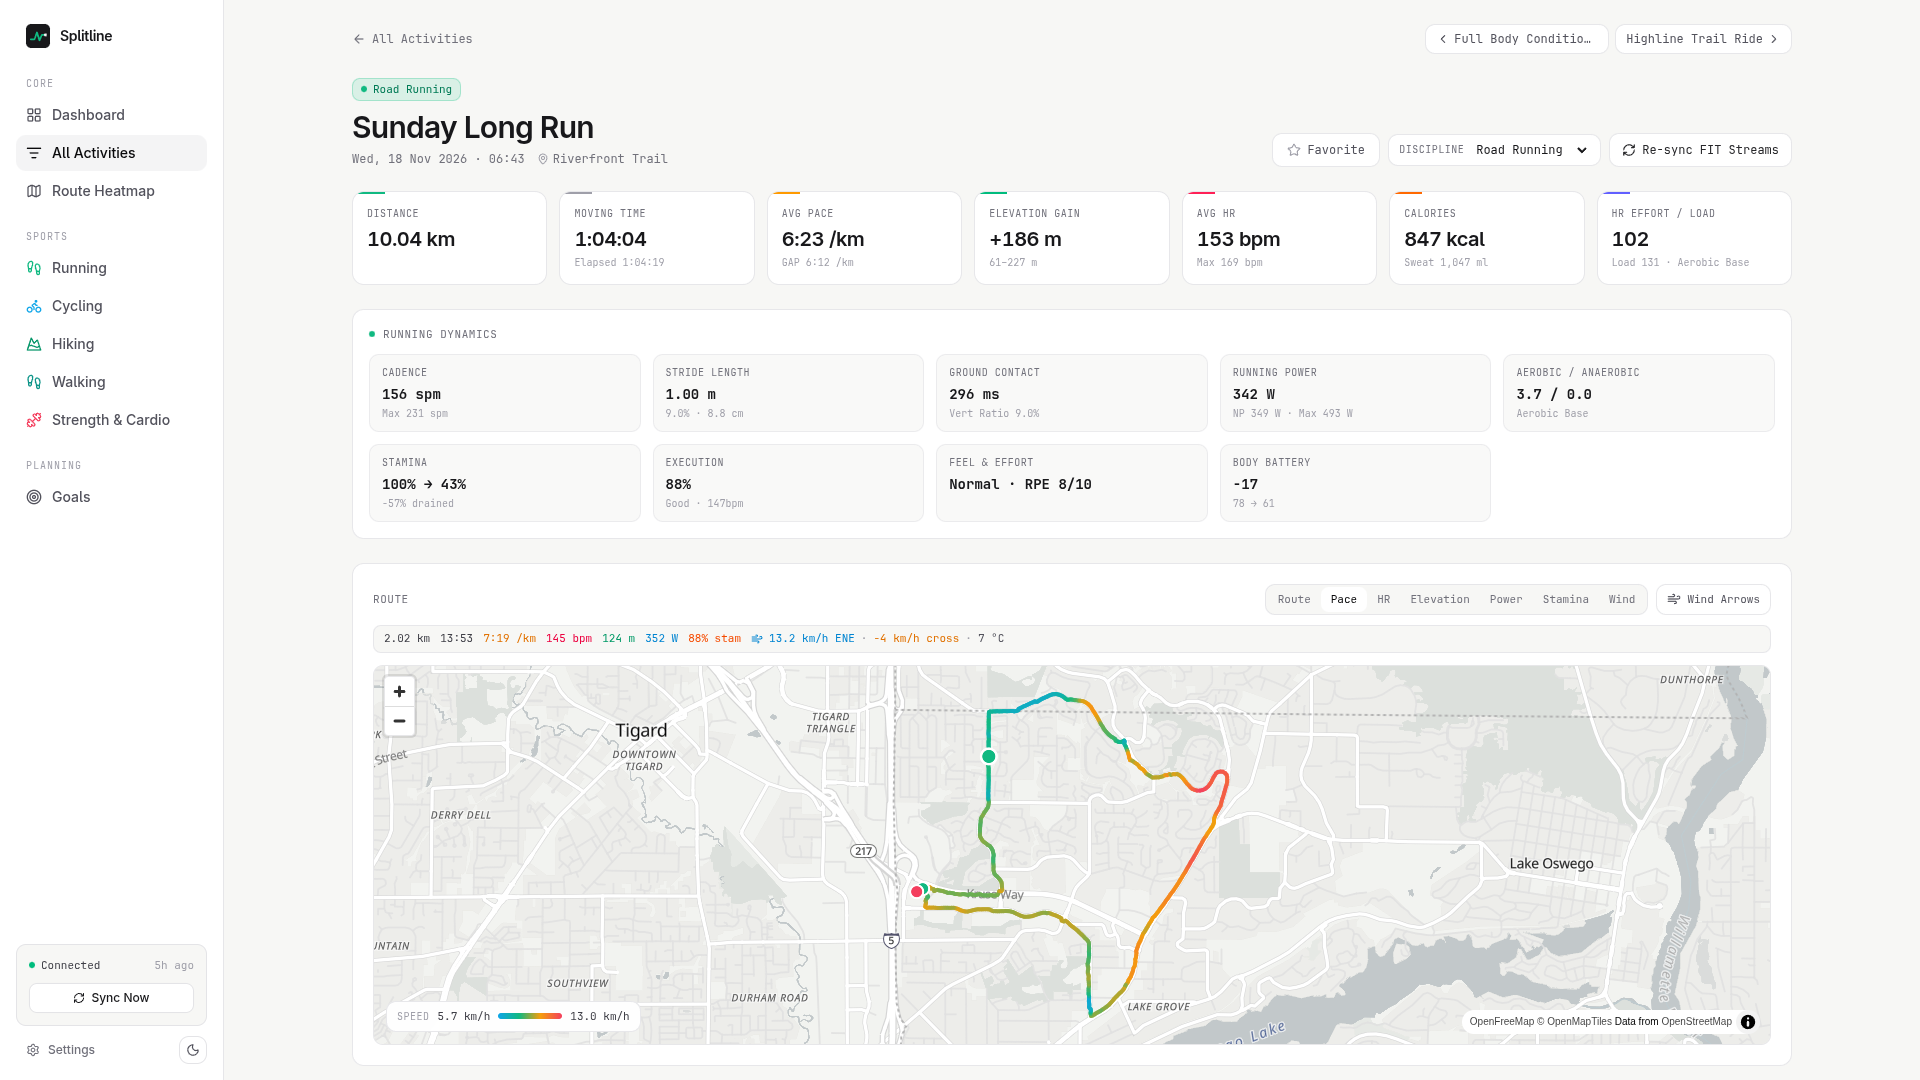 Splitline
CORE
Dashboard
All Activities
Route Heatmap
SPORTS
Running
Cycling
Hiking
Walking
Strength & Cardio
PLANNING
Goals
Connected
5h ago
Sync Now
Settings
All Activities
Full Body Conditio…
Highline Trail Ride
Road Running
Sunday Long Run
Wed, 18 Nov 2026 · 06:43 Riverfront Trail
Favorite
DISCIPLINE Road Running
Re-sync FIT Streams
DISTANCE
10.04 km
MOVING TIME
1:04:04
Elapsed 1:04:19
AVG PACE
6:23 /km
GAP 6:12 /km
ELEVATION GAIN
+186 m
61–227 m
AVG HR
153 bpm
Max 169 bpm
CALORIES
847 kcal
Sweat 1,047 ml
HR EFFORT / LOAD
102
Load 131 · Aerobic Base
RUNNING DYNAMICS
CADENCE
156 spm
Max 231 spm
STRIDE LENGTH
1.00 m
9.0% · 8.8 cm
GROUND CONTACT
296 ms
Vert Ratio 9.0%
RUNNING POWER
342 W
NP 349 W · Max 493 W
AEROBIC / ANAEROBIC
3.7 / 0.0
Aerobic Base
STAMINA
100% → 43%
-57% drained
EXECUTION
88%
Good · 147bpm
FEEL & EFFORT
Normal · RPE 8/10
BODY BATTERY
-17
78 → 61
ROUTE
Route Pace HR Elevation Power Stamina Wind
Wind Arrows
2.02 km 13:53 7:19 /km 145 bpm 124 m 352 W 88% stam 13.2 km/h ENE · -4 km/h cross · 7 °C
+
−
DUNTHORPE
TIGARD
TRIANGLE
Tigard
DOWNTOWN
TIGARD
Street
DERRY DELL
217
Lake Oswego
Kruse Way
5
UNTAIN
SOUTHVIEW
DURHAM ROAD
LAKE GROVE
Willamette
go Lake
SPEED 5.7 km/h 13.0 km/h
OpenFreeMap © OpenMapTiles Data from OpenStreetMap